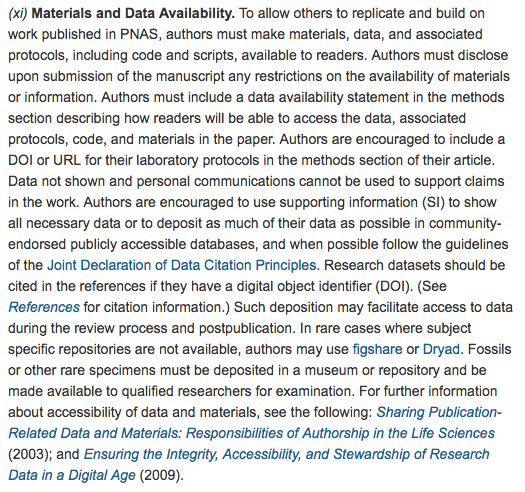 (xi) Materials and Data Availability. To allow others to replicate and build on
work published in PNAS, authors must make materials, data, and associated
protocols, including code and scripts, available to readers. Authors must disclose
upon submission of the manuscript any restrictions on the availability of materials
or information. Authors must include a data availability statement in the methods
section describing how readers will be able to access the data, associated
protocols, code, and materials in the paper. Authors are encouraged to include a
DOI or URL for their laboratory protocols in the methods section of their article.
Data not shown and personal communications cannot be used to support claims
in the work. Authors are encouraged to use supporting information (SI) to show
all necessary data or to deposit as much of their data as possible in community-
endorsed publicly accessible databases, and when possible follow the guidelines
of the Joint Declaration of Data Citation Principles. Research datasets should be
cited in the references if they have a digital object identifier (DOI). (See
References for citation information.) Such deposition may facilitate access to data
during the review process and postpublication. In rare cases where subject
specific repositories are not available, authors may use figshare or Dryad. Fossils
or other rare specimens must be deposited in a museum or repository and be
made available to qualified researchers for examination. For further information
about accessibility of data and materials, see the following: Sharing Publication-
Related Data and Materials: Responsibilities of Authorship in the Life Sciences
(2003); and Ensuring the Integrity, Accessibility, and Stewardship of Research
Data in a Digital Age (2009).